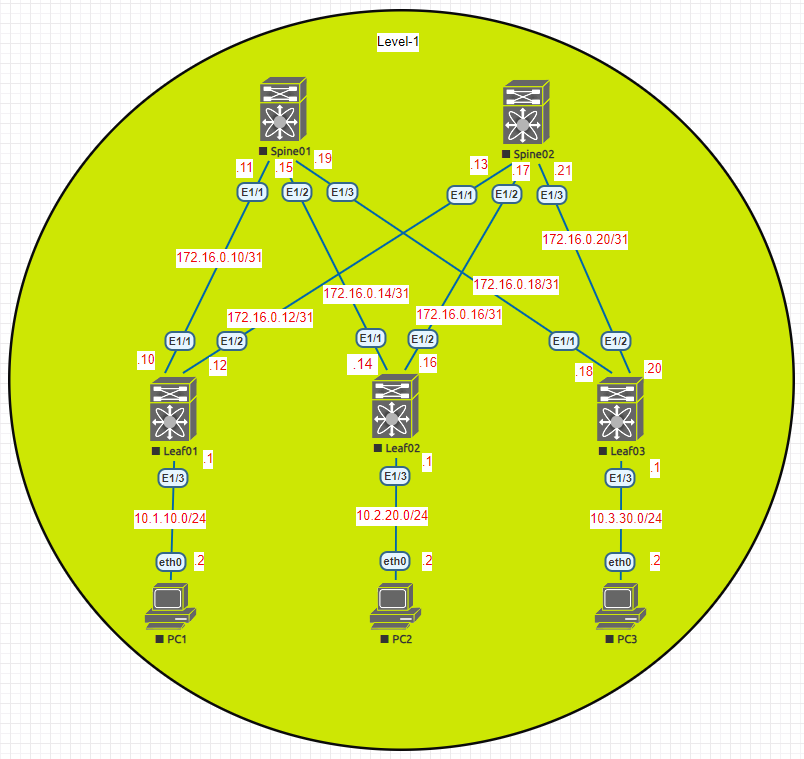 Level-1
Spine01
Spine02
.11
.15
.19
.13
.17
.21
E1/1
E1/2
E1/3
E1/1
E1/2
E1/3
172.16.0.10/31
172.16.0.20/31
172.16.0.14/31
172.16.0.18/31
172.16.0.12/31
172.16.0.16/31
E1/1
E1/2
E1/1
E1/2
E1/1
E1/2
.10
.12
.14
.16
.18
.20
Leaf01
.1
Leaf02
.1
Leaf03
.1
E1/3
E1/3
E1/3
10.1.10.0/24
10.2.20.0/24
10.3.30.0/24
eth0
.2
eth0
.2
eth0
.2
PC1
PC2
PC3